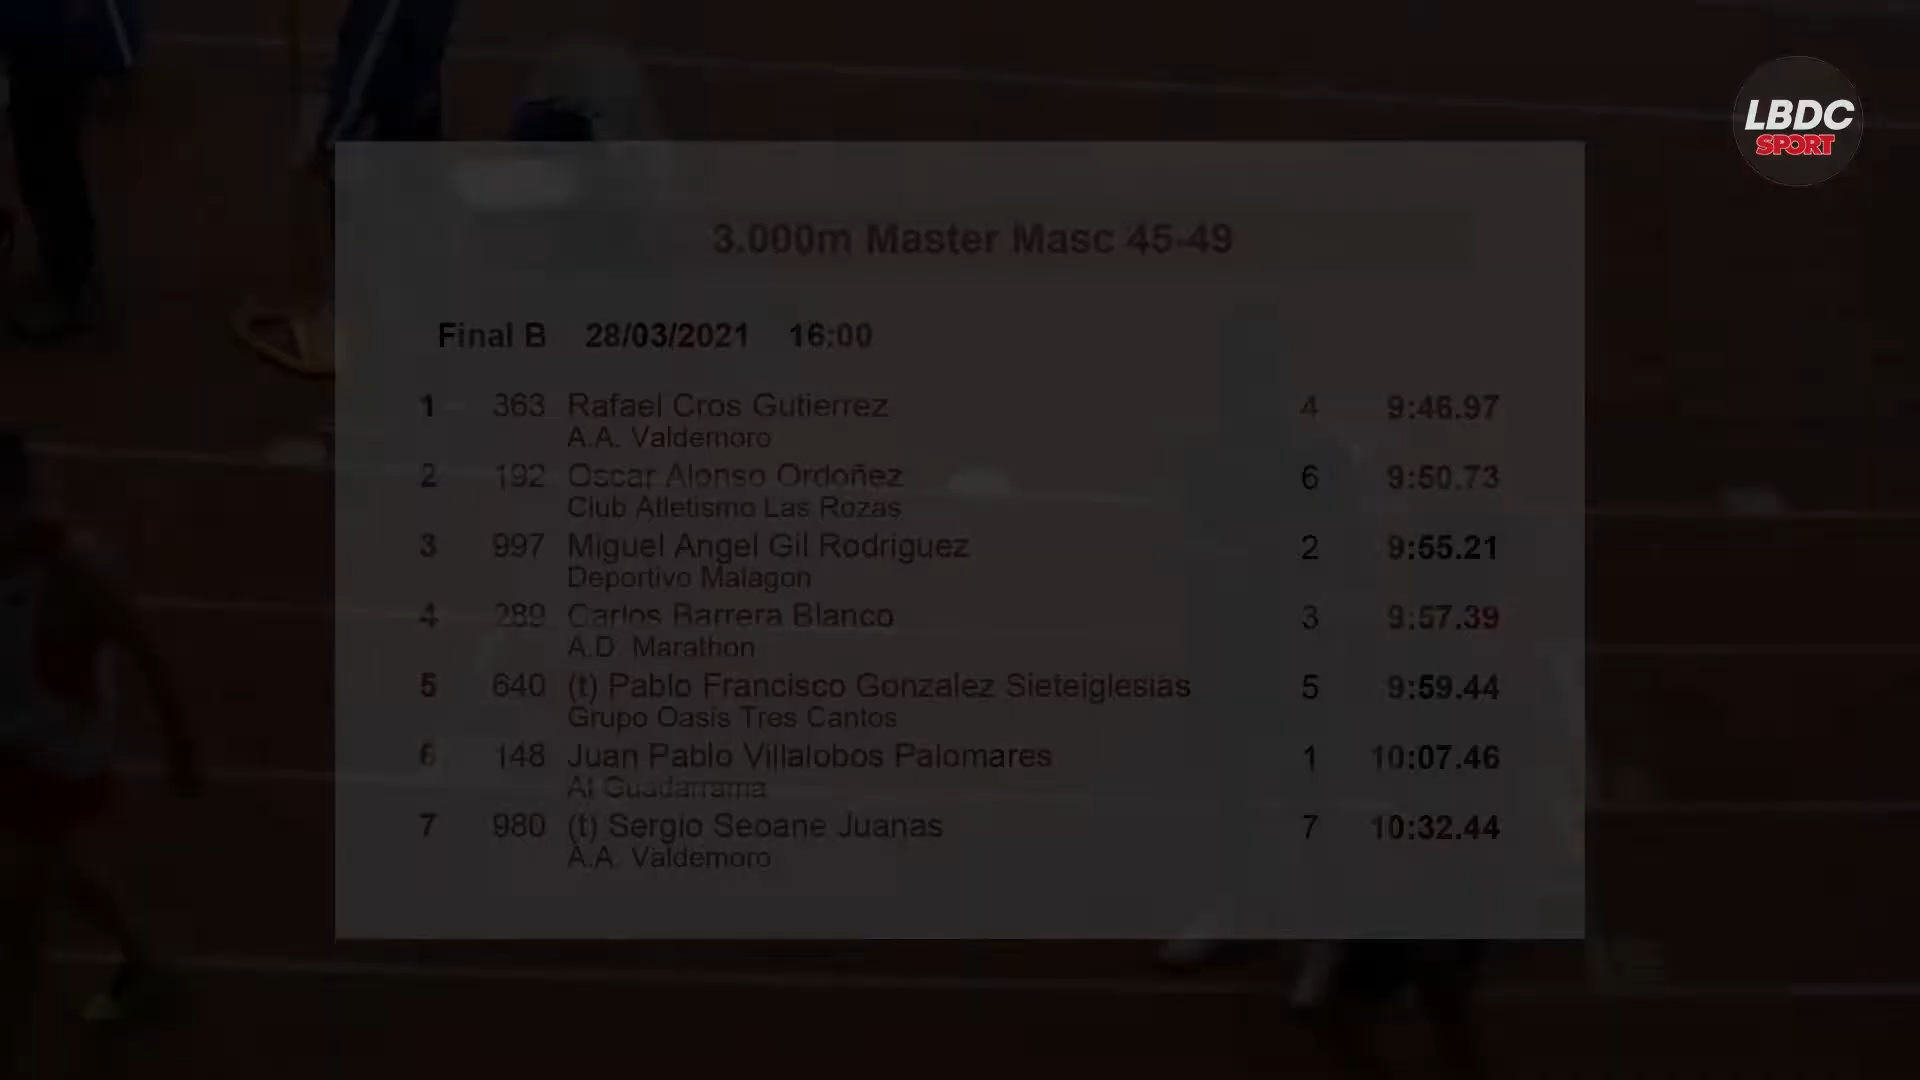 LBDC
SPORT
3.000m Master Masc 45-49
Final B 28/03/2021 16:00
1 363 Rafael Cros Gutierrez 4 9:46.97
A.A. Valdemoro
2 192 Oscar Alonso Ordoñez 6 9:50.73
Club Atletismo Las Rozas
3 997 Miguel Angel Gil Rodriguez 2 9:55.21
Deportivo Malagon
4 289 Carlos Barrera Blanco 3 9:57.39
A.D. Marathon
5 640 (t) Pablo Francisco Gonzalez Sieteiglesias 5 9:59.44
Grupo Oasis Tres Cantos
6 148 Juan Pablo Villalobos Palomares 1 10:07.46
At Guadarrama
7 980 (t) Sergio Seoane Juanas 7 10:32.44
A.A. Valdemoro